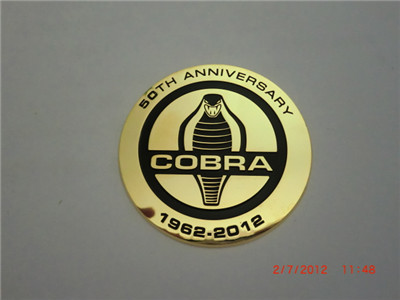 50TH ANNIVERSARY
COBRA
1962-2012
2/7/2012 11:48